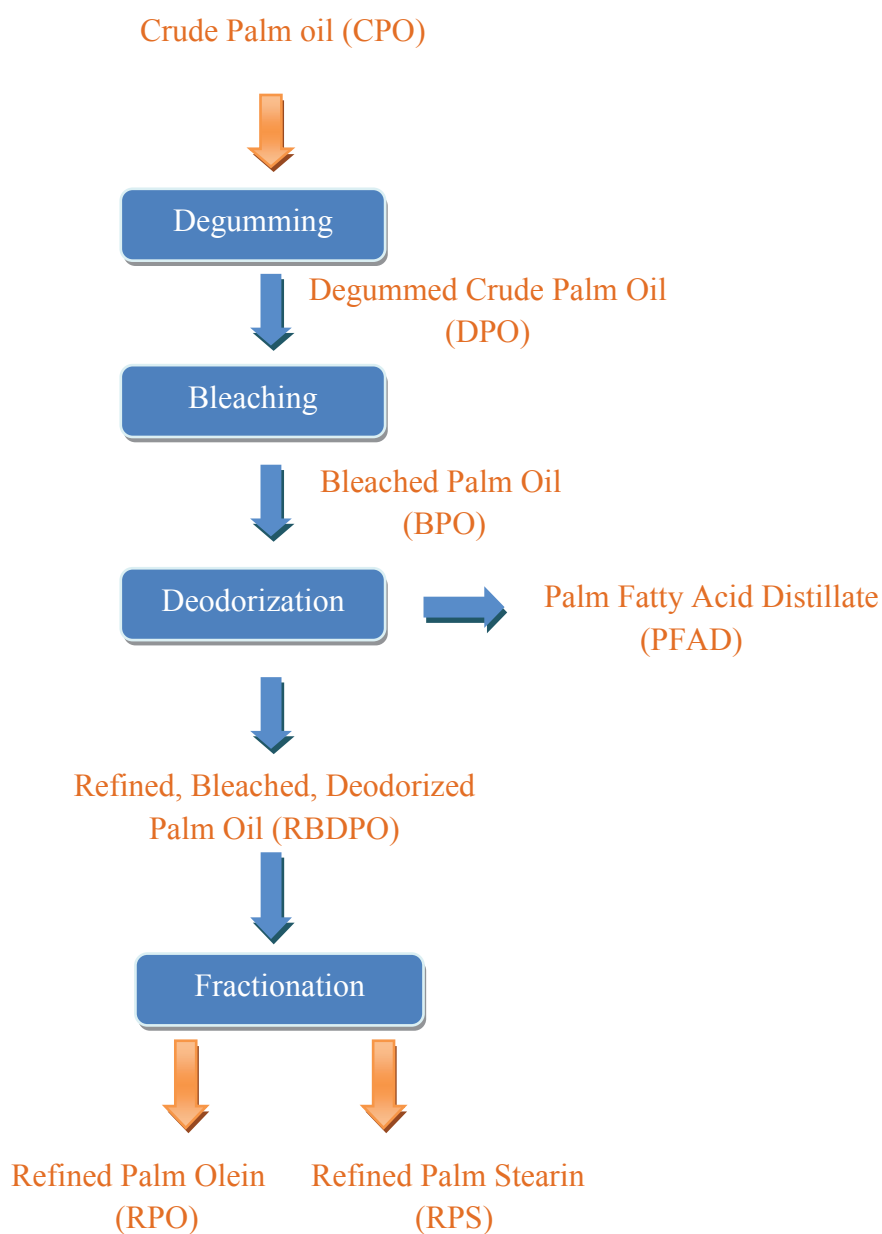 Crude Palm oil (CPO)
Degumming
Degummed Crude Palm Oil
(DPO)
Bleaching
Bleached Palm Oil
(BPO)
Deodorization
Palm Fatty Acid Distillate
(PFAD)
Refined, Bleached, Deodorized
Palm Oil (RBDPO)
Fractionation
Refined Palm Olein
(RPO)
Refined Palm Stearin
(RPS)